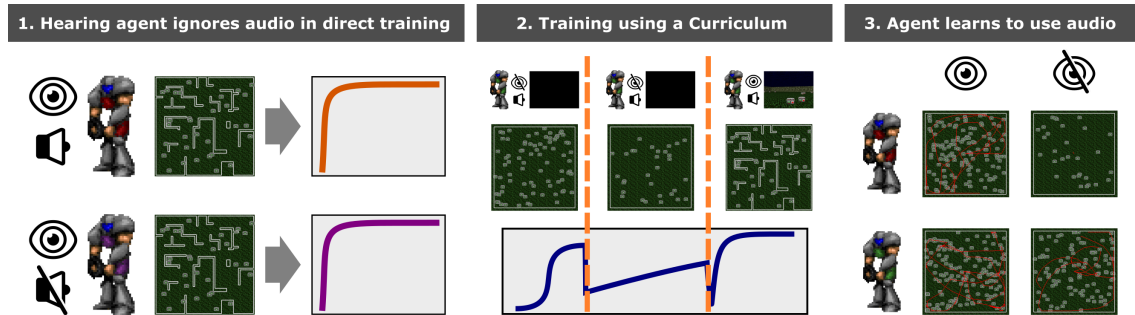 1. Hearing agent ignores audio in direct training
2. Training using a Curriculum
3. Agent learns to use audio